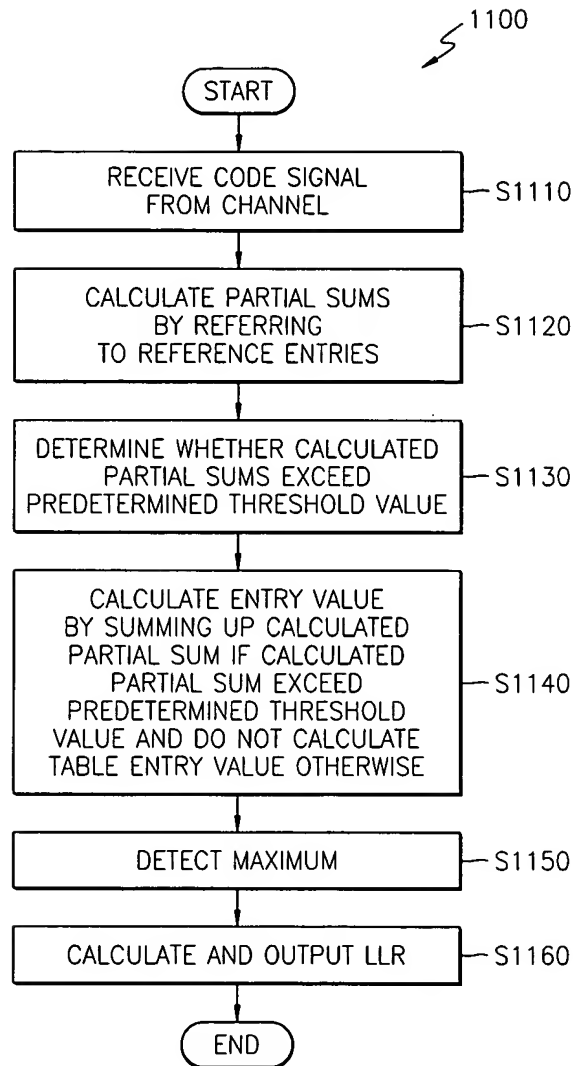 1100
START
RECEIVE CODE SIGNAL
FROM CHANNEL
S1110
CALCULATE PARTIAL SUMS
BY REFERRING
TO REFERENCE ENTRIES
S1120
DETERMINE WHETHER CALCULATED
PARTIAL SUMS EXCEED
PREDETERMINED THRESHOLD VALUE
S1130
CALCULATE ENTRY VALUE
BY SUMMING UP CALCULATED
PARTIAL SUM IF CALCULATED
PARTIAL SUM EXCEED
PREDETERMINED THRESHOLD
VALUE AND DO NOT CALCULATE
TABLE ENTRY VALUE OTHERWISE
S1140
DETECT MAXIMUM
S1150
CALCULATE AND OUTPUT LLR
S1160
END